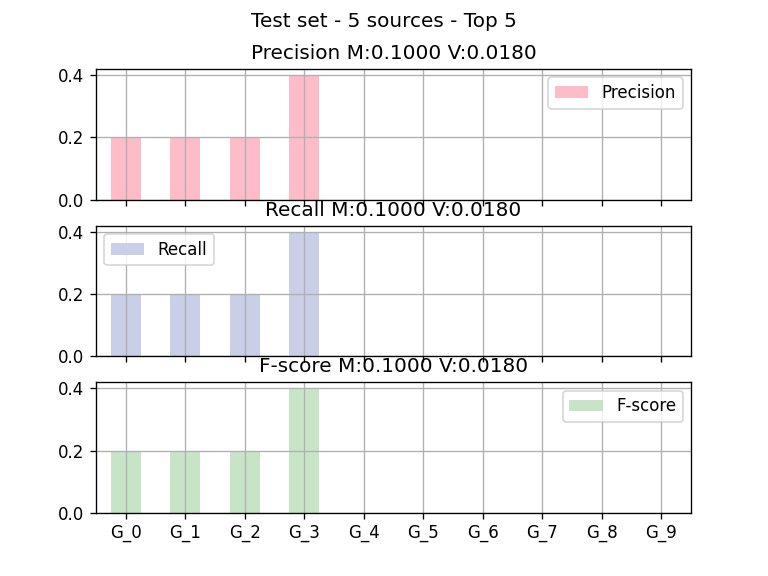 Test set - 5 sources - Top 5
Precision M:0.1000 V:0.0180
0.4
0.2
0.0
Precision
Recall M:0.1000 V:0.0180
0.4
0.2
0.0
Recall
F-score M:0.1000 V:0.0180
0.4
0.2
0.0
F-score
G_0 G_1 G_2 G_3 G_4 G_5 G_6 G_7 G_8 G_9